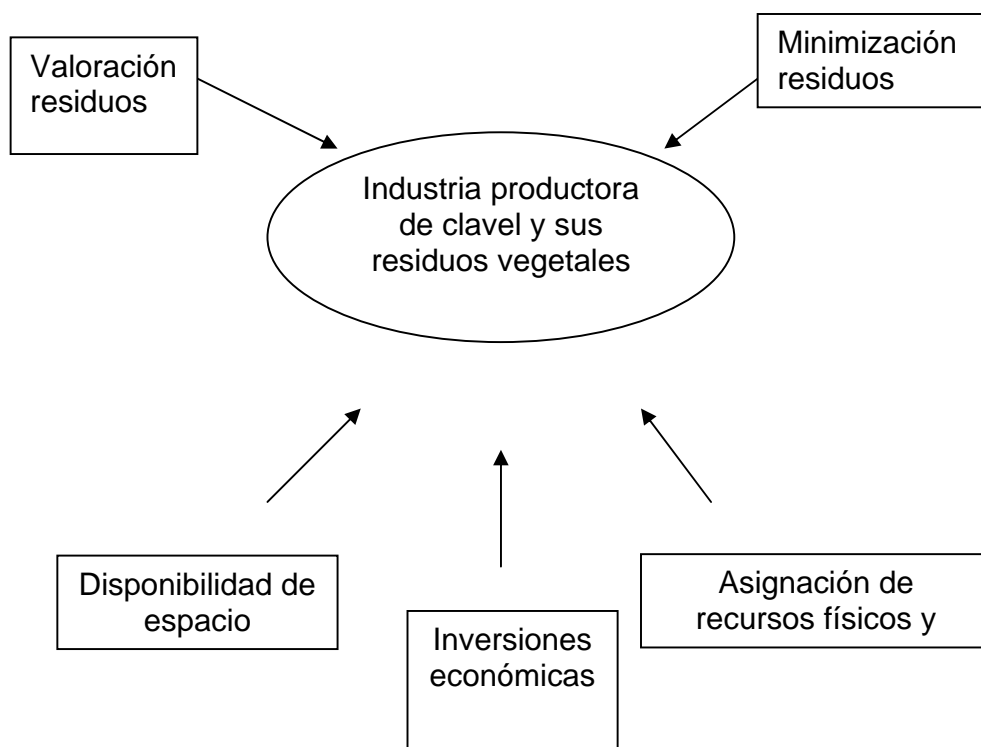 Valoración
residuos
Minimización
residuos
Industria productora
de clavel y sus
residuos vegetales
Disponibilidad de
espacio
Inversiones
económicas
Asignación de
recursos físicos y